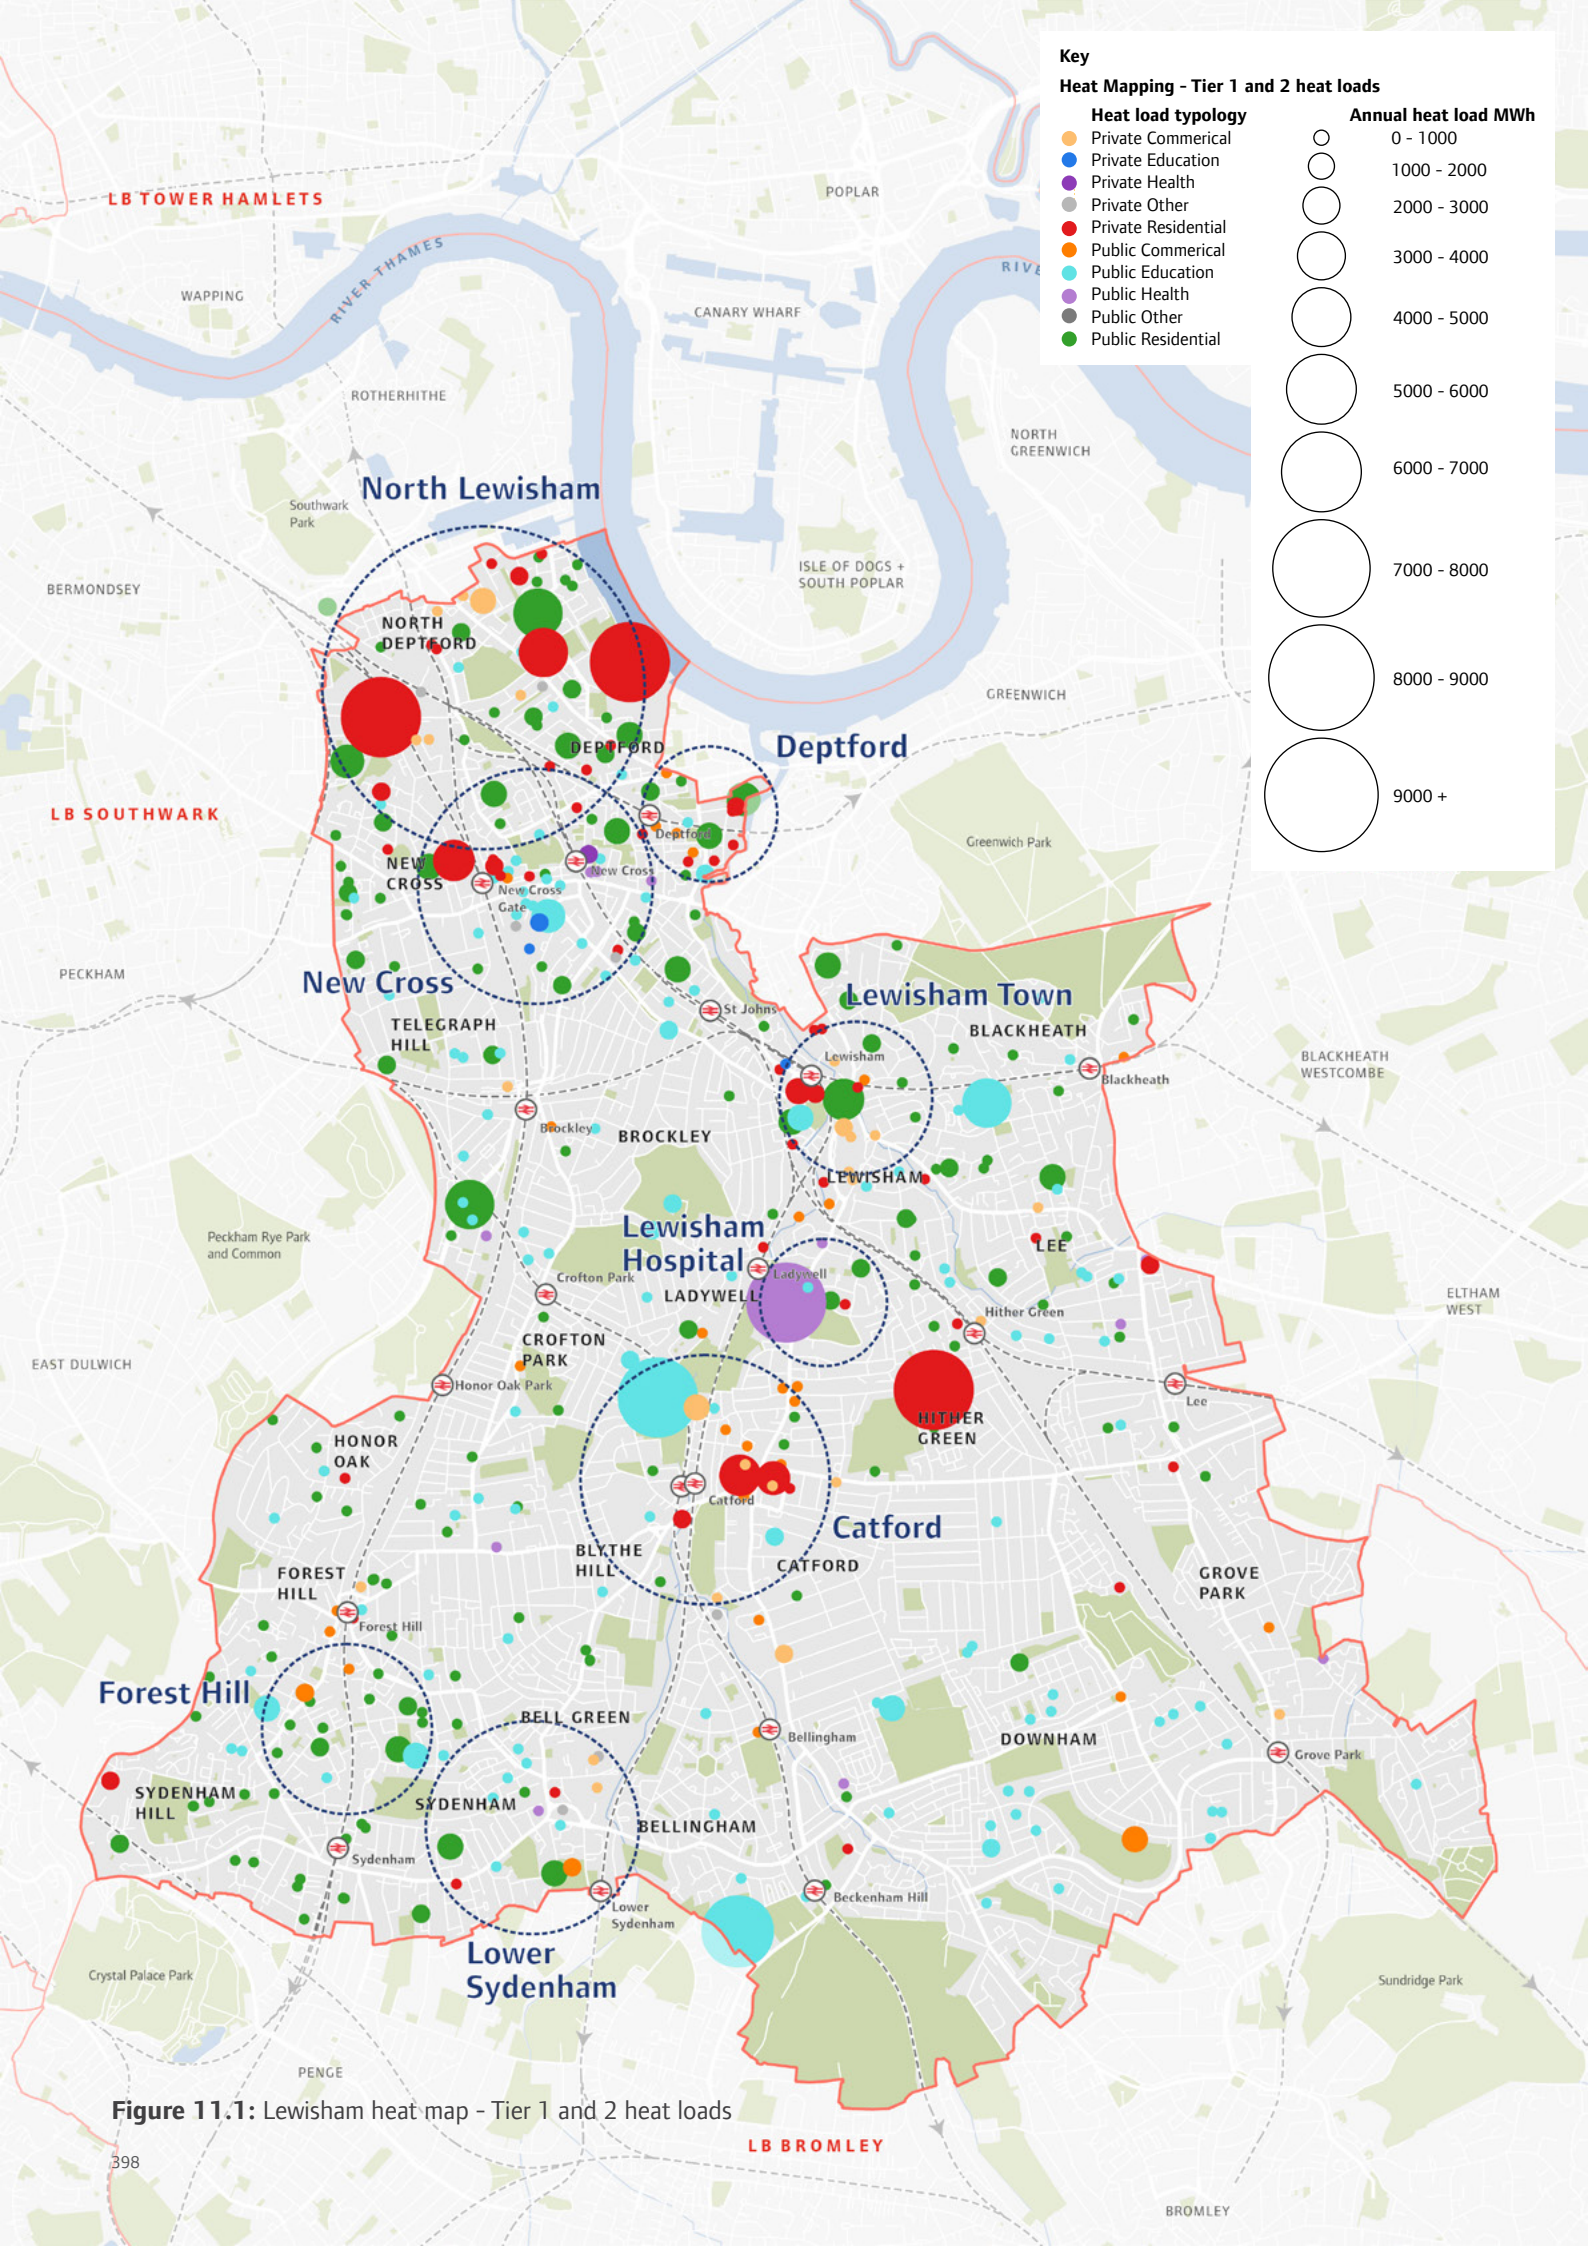 Key
Heat Mapping - Tier 1 and 2 heat loads
Heat load typology
Private Commerical
Private Education
Private Health
Private Other
Private Residential
Public Commerical
Public Education
Public Health
Public Other
Public Residential
Annual heat load MWh
0 - 1000
1000 - 2000
2000 - 3000
3000 - 4000
4000 - 5000
5000 - 6000
6000 - 7000
7000 - 8000
8000 - 9000
9000 +
LB TOWER HAMLETS
POPLAR
RIVER THAMES
RIVE
WAPPING
CANARY WHARF
ROTHERHITHE
NORTH
GREENWICH
North Lewisham
Southwark
Park
ISLE OF DOGS +
SOUTH POPLAR
BERMONDSEY
NORTH
DEPTFORD
GREENWICH
DEPTFORD
Deptford
LB SOUTHWARK
Deptford
Greenwich Park
NEW
CROSS
New Cross
New Cross
Gate
PECKHAM
New Cross
Lewisham Town
St Johns
TELEGRAPH
HILL
BLACKHEATH
Lewisham
BLACKHEATH
WESTCOMBE
Blackheath
Brockley
BROCKLEY
LEWISHAM
Peckham Rye Park
and Common
Lewisham
Hospital
LEE
Ladywell
Crofton Park
LADYWELL
ELTHAM
WEST
Hither Green
CROFTON
PARK
EAST DULWICH
Honor Oak Park
Lee
HITHER
GREEN
HONOR
OAK
Catford
Catford
BLYTHE
HILL
CATFORD
FOREST
HILL
GROVE
PARK
Forest Hill
Forest Hill
BELL GREEN
Bellingham
DOWNHAM
Grove Park
SYDENHAM
HILL
SYDENHAM
BELLINGHAM
Sydenham
Beckenham Hill
Lower
Sydenham
Lower
Sydenham
Crystal Palace Park
Sundridge Park
PENGE
Figure 11.1: Lewisham heat map - Tier 1 and 2 heat loads
LB BROMLEY
398
BROMLEY